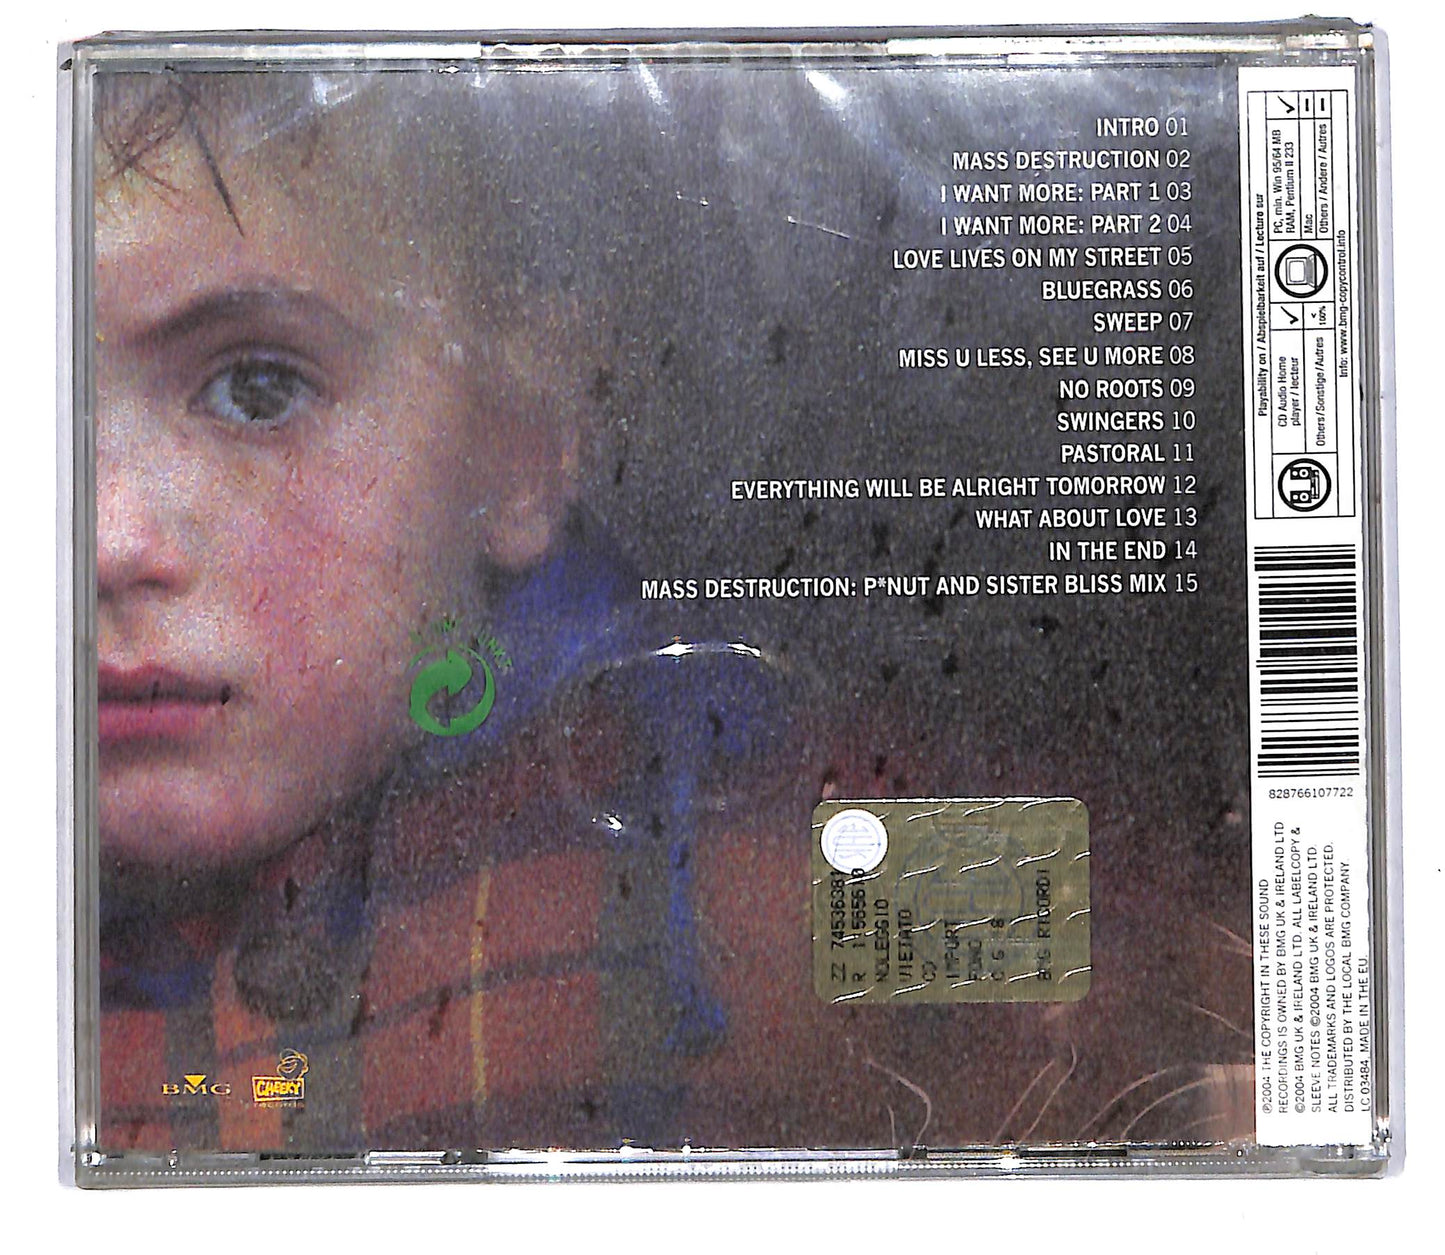 INTRO 01
MASS DESTRUCTION 02
I WANT MORE: PART 1 03
I WANT MORE: PART 2 04
LOVE LIVES ON MY STREET 05
BLUEGRASS 06
SWEEP 07
MISS U LESS, SEE U MORE 08
NO ROOTS 09
SWINGERS 10
PASTORAL 11
EVERYTHING WILL BE ALRIGHT TOMORROW 12
WHAT ABOUT LOVE 13
IN THE END 14
MASS DESTRUCTION: P*NUT AND SISTER BLISS MIX 15
BMG
CHEEKY
records
NOLEGGIO
VIETATO
CD
IMPORT
BMG RICORDI
Playability on / Abspielbarkeit auf / Lecture sur
CD Audio Home
player / lecteur
Others/Sonstige/Autres
<
100%
PC, min. Win 95/64 MB
RAM, Pentium II 233
Mac
Others / Andere / Autres
Info: www.bmg-copycontrol.info
828766107722
℗2004 THE COPYRIGHT IN THESE SOUND
RECORDINGS IS OWNED BY BMG UK & IRELAND LTD
©2004 BMG UK & IRELAND LTD. ALL LABELCOPY &
SLEEVE NOTES ©2004 BMG UK & IRELAND LTD.
ALL TRADEMARKS AND LOGOS ARE PROTECTED.
DISTRIBUTED BY THE LOCAL BMG COMPANY.
LC 03484. MADE IN THE EU.